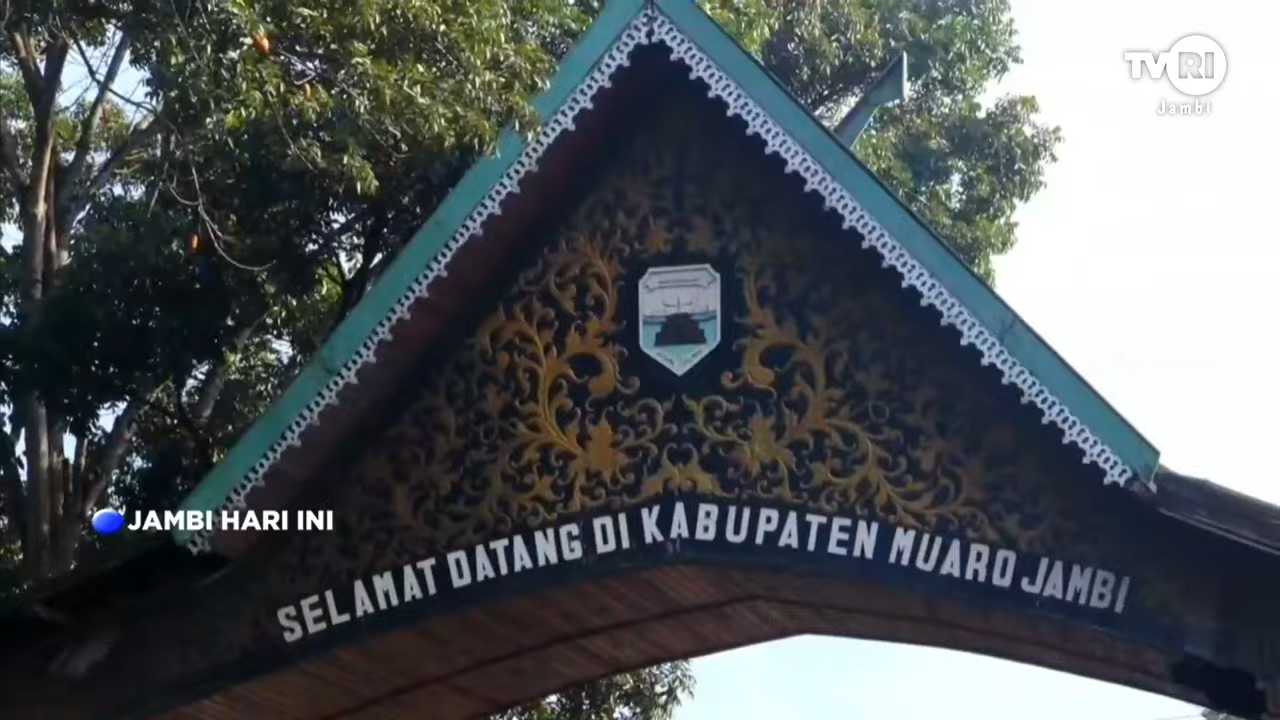 TVRI
Jambi
JAMBI HARI INI
SELAMAT DATANG DI KABUPATEN MUARO JAMBI